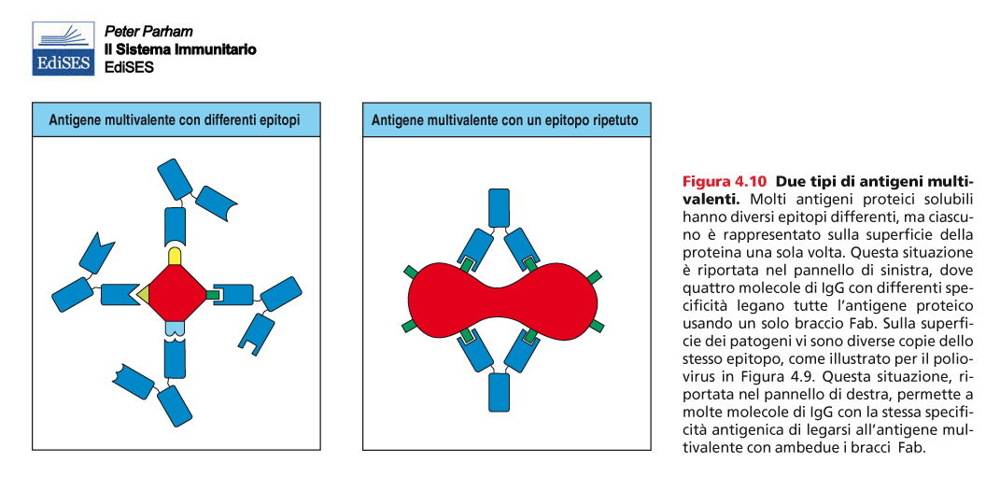 Peter Parham
Il Sistema Immunitario
EdiSES
EdiSES
Antigene multivalente con differenti epitopi
Antigene multivalente con un epitopo ripetuto
Figura 4.10 Due tipi di antigeni multi-
valenti. Molti antigeni proteici solubili
hanno diversi epitopi differenti, ma ciascu-
no è rappresentato sulla superficie della
proteina una sola volta. Questa situazione
è riportata nel pannello di sinistra, dove
quattro molecole di IgG con differenti spe-
cificità legano tutte l'antigene proteico
usando un solo braccio Fab. Sulla superfi-
cie dei patogeni vi sono diverse copie dello
stesso epitopo, come illustrato per il polio-
virus in Figura 4.9. Questa situazione, ri-
portata nel pannello di destra, permette a
molte molecole di IgG con la stessa specifi-
cità antigenica di legarsi all'antigene mul-
tivalente con ambedue i bracci Fab.